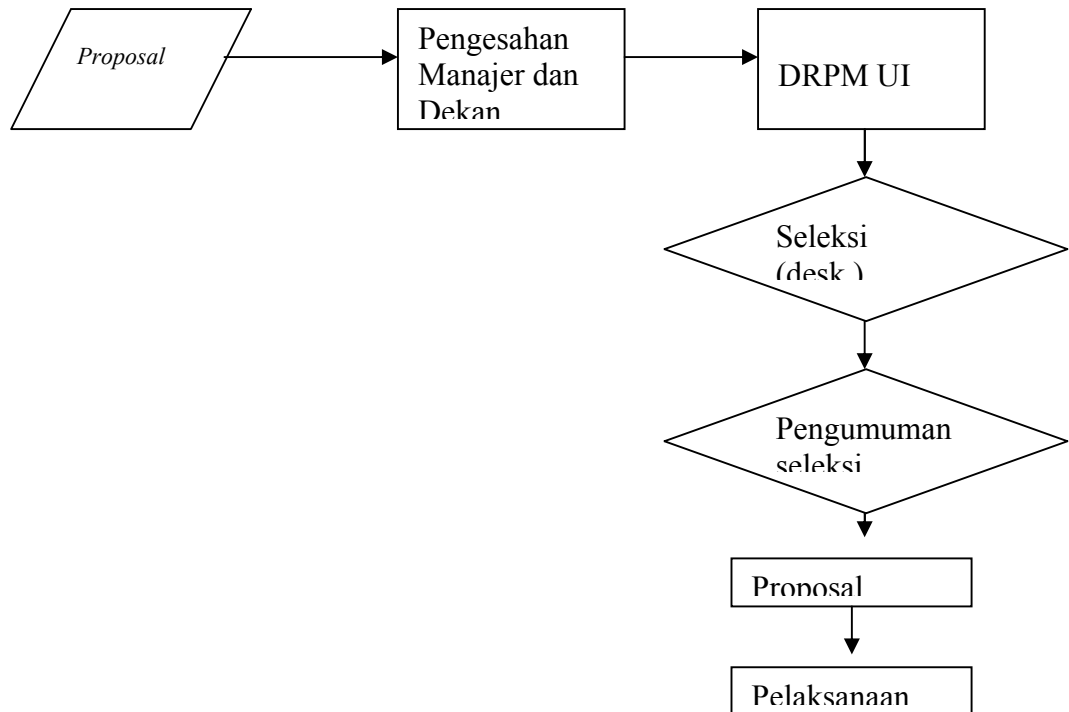 Proposal
Pengesahan
Manajer dan
Dekan
DRPM UI
Seleksi
(desk )
Pengumuman
seleksi
Proposal
Pelaksanaan